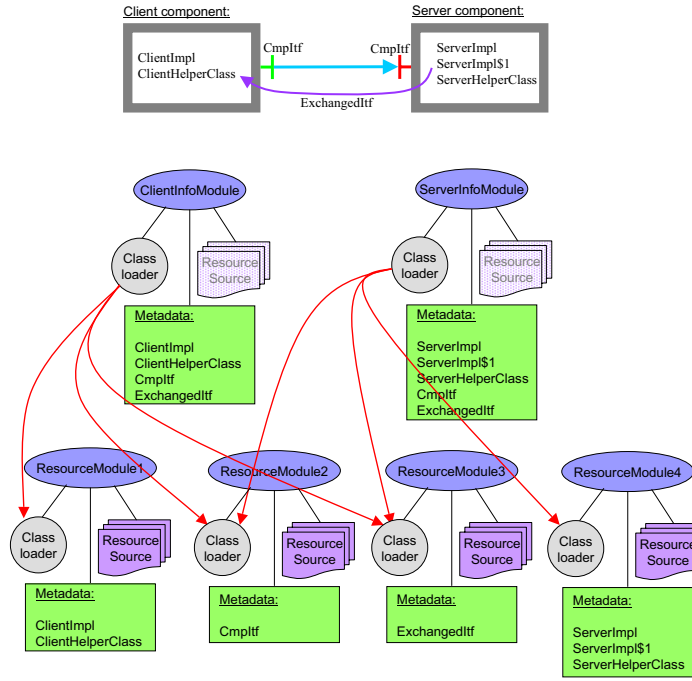 Client component:
Server component:
ClientImpl
ClientHelperClass
CmpItf
CmpItf
ServerImpl
ServerImpl$1
ServerHelperClass
ExchangedItf
ClientInfoModule
ServerInfoModule
Class
loader
Resource
Source
Class
loader
Resource
Source
Metadata:
ClientImpl
ClientHelperClass
CmpItf
ExchangedItf
Metadata:
ServerImpl
ServerImpl$1
ServerHelperClass
CmpItf
ExchangedItf
ResourceModule1
ResourceModule2
ResourceModule3
ResourceModule4
Class
loader
Resource
Source
Class
loader
Resource
Source
Class
loader
Resource
Source
Class
loader
Resource
Source
Metadata:
ClientImpl
ClientHelperClass
Metadata:
CmpItf
Metadata:
ExchangedItf
Metadata:
ServerImpl
ServerImpl$1
ServerHelperClass